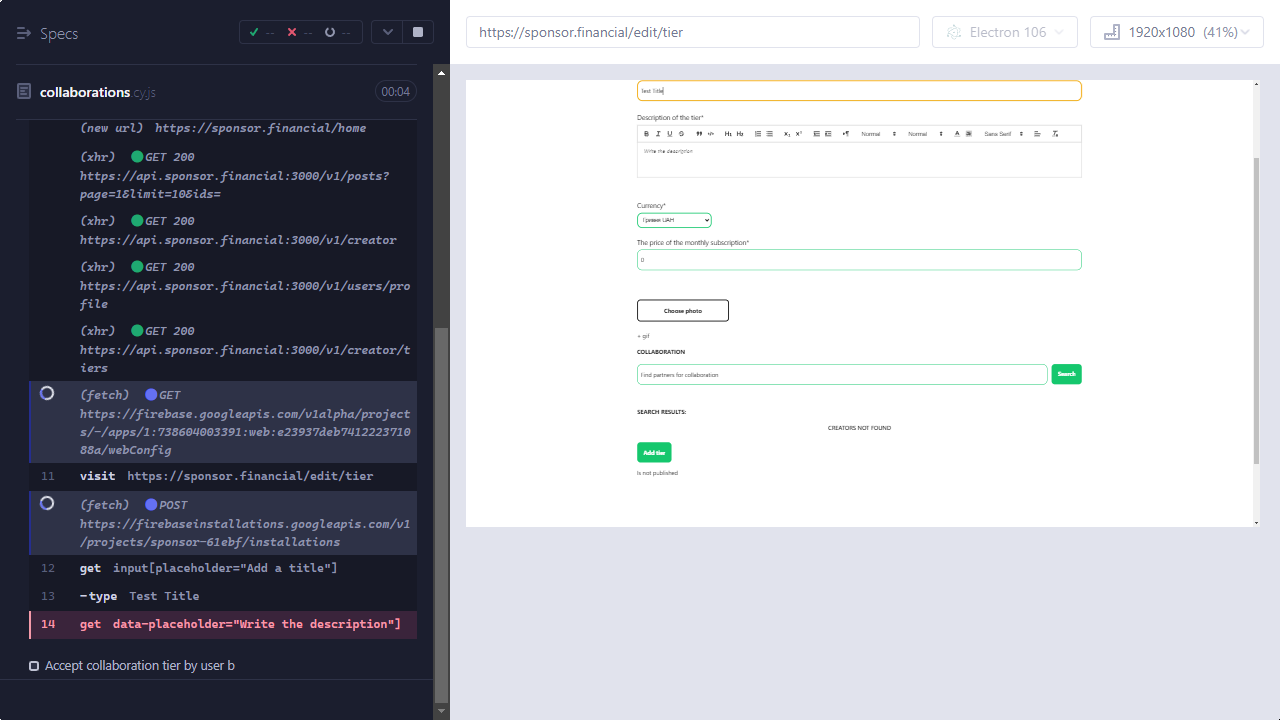 Specs
-- -- --
collaborations.cy.js
00:04
(new url) https://sponsor.financial/home
(xhr) GET 200
https://api.sponsor.financial:3000/v1/posts?
page=1&limit=10&ids=
(xhr) GET 200
https://api.sponsor.financial:3000/v1/creator
(xhr) GET 200
https://api.sponsor.financial:3000/v1/users/pro
file
(xhr) GET 200
https://api.sponsor.financial:3000/v1/creator/t
iers
(fetch) GET
https://firebase.googleapis.com/v1alpha/project
s/-/apps/1:738604003391:web:e23937deb7412223710
88a/webConfig
11 visit https://sponsor.financial/edit/tier
(fetch) POST
https://firebaseinstallations.googleapis.com/v1
/projects/sponsor-61ebf/installations
12 get input[placeholder="Add a title"]
13 -type Test Title
14 get data-placeholder="Write the description"]
Accept collaboration tier by user b
https://sponsor.financial/edit/tier
Electron 106
1920x1080 (41%)
Test Title
Description of the tier*
B I U S H1 H2 Normal Normal A Sans Serif
Write the description
Currency*
Гривня UAH
The price of the monthly subscription*
0
Choose photo
+ gif
COLLABORATION
Find partners for collaboration
Search
SEARCH RESULTS:
CREATORS NOT FOUND
Add tier
Is not published